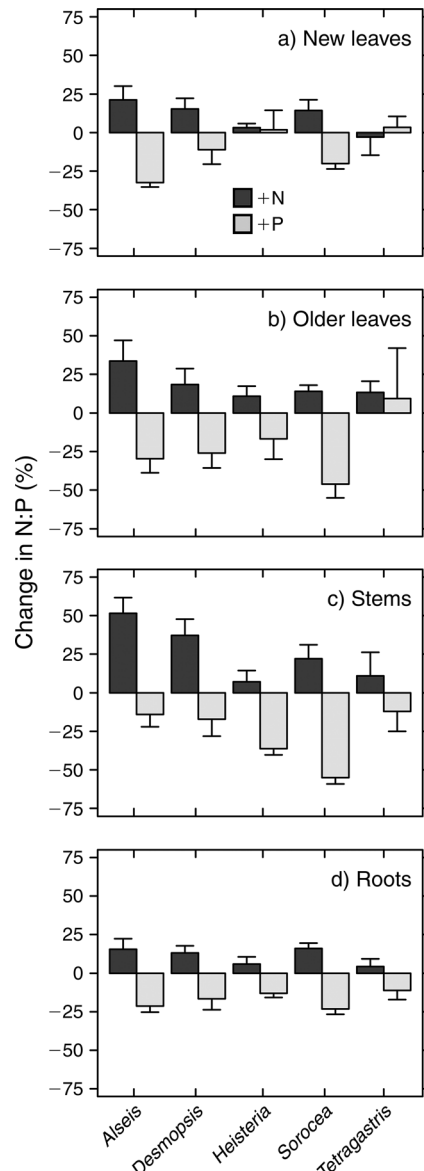 Change in N:P (%)
a) New leaves
75
50
25
0
−25
−50
−75
+N
+P
b) Older leaves
75
50
25
0
−25
−50
−75
c) Stems
75
50
25
0
−25
−50
−75
d) Roots
75
50
25
0
−25
−50
−75
Alseis
Desmopsis
Heisteria
Sorocea
Tetragastris